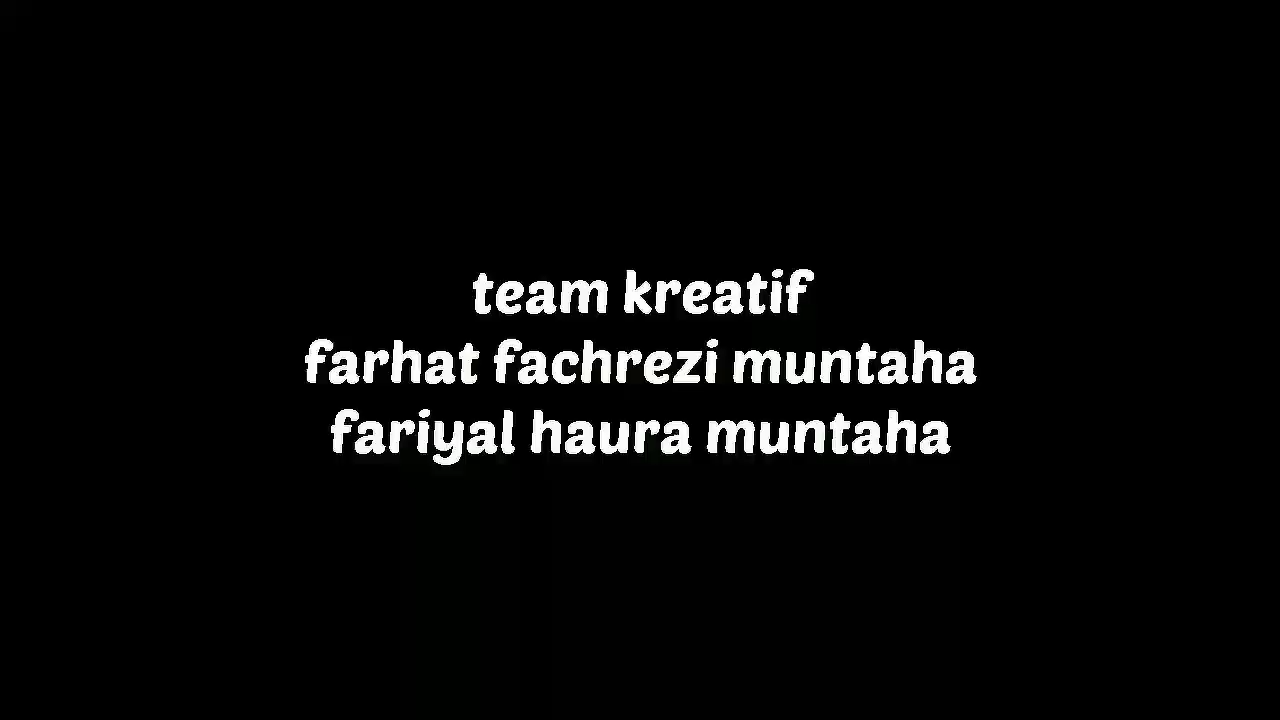 team kreatif
farhat fachrezi muntaha
fariyal haura muntaha